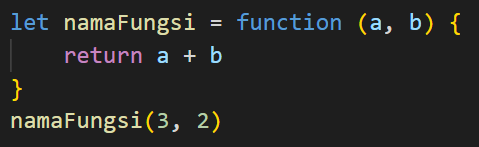 let namaFungsi = function (a, b) {
    return a + b
}
namaFungsi(3, 2)